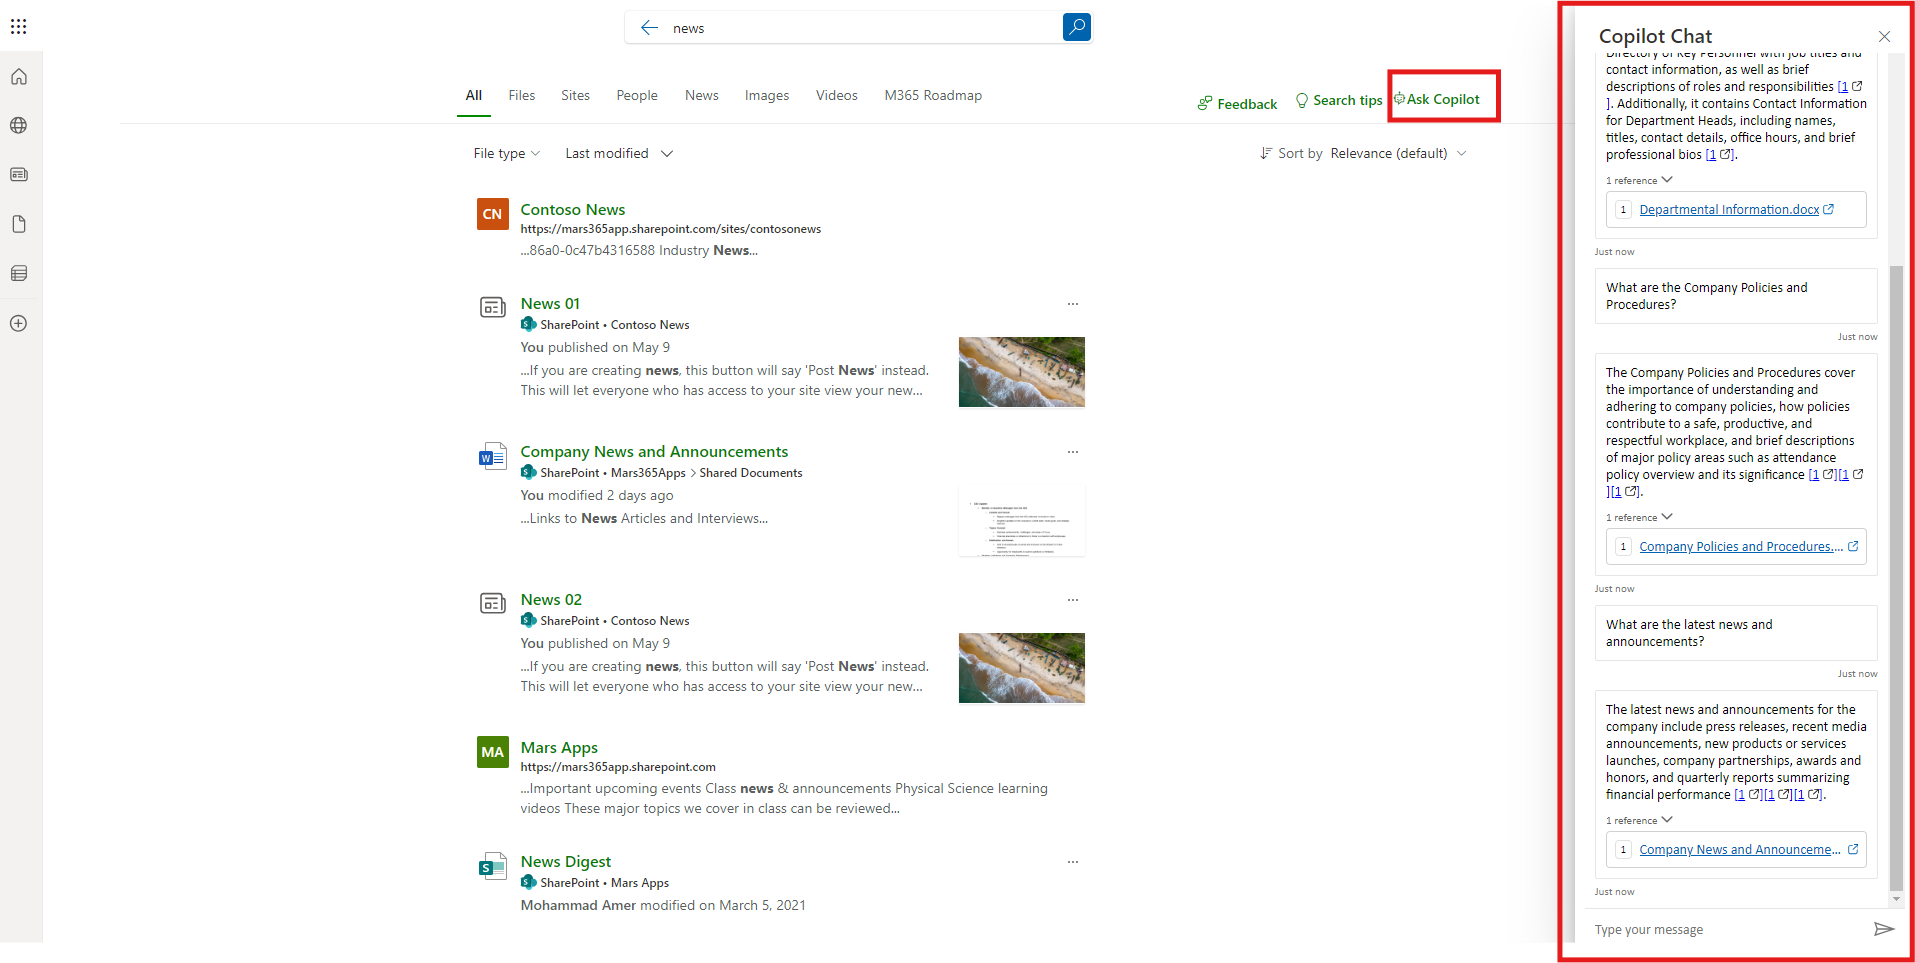 news
All Files Sites People News Images Videos M365 Roadmap
Feedback Search tips Ask Copilot
File type Last modified Sort by Relevance (default)
CN Contoso News
https://mars365app.sharepoint.com/sites/contosonews
...86a0-0c47b4316588 Industry News...
News 01
SharePoint • Contoso News
You published on May 9
...If you are creating news, this button will say 'Post News' instead.
This will let everyone who has access to your site view your new...
Company News and Announcements
SharePoint • Mars365Apps > Shared Documents
You modified 2 days ago
...Links to News Articles and Interviews...
News 02
SharePoint • Contoso News
You published on May 9
...If you are creating news, this button will say 'Post News' instead.
This will let everyone who has access to your site view your new...
MA Mars Apps
https://mars365app.sharepoint.com
...Important upcoming events Class news & announcements Physical Science learning
videos These major topics we cover in class can be reviewed...
News Digest
SharePoint • Mars Apps
Mohammad Amer modified on March 5, 2021
Copilot Chat
Directory of Key Personnel with job titles and
contact information, as well as brief
descriptions of roles and responsibilities [1
]. Additionally, it contains Contact Information
for Department Heads, including names,
titles, contact details, office hours, and brief
professional bios [1].
1 reference
1 Departmental Information.docx
Just now
What are the Company Policies and
Procedures?
Just now
The Company Policies and Procedures cover
the importance of understanding and
adhering to company policies, how policies
contribute to a safe, productive, and
respectful workplace, and brief descriptions
of major policy areas such as attendance
policy overview and its significance [1][1
][1].
1 reference
1 Company Policies and Procedures....
Just now
What are the latest news and
announcements?
Just now
The latest news and announcements for the
company include press releases, recent media
announcements, new products or services
launches, company partnerships, awards and
honors, and quarterly reports summarizing
financial performance [1][1][1].
1 reference
1 Company News and Announceme...
Just now
Type your message